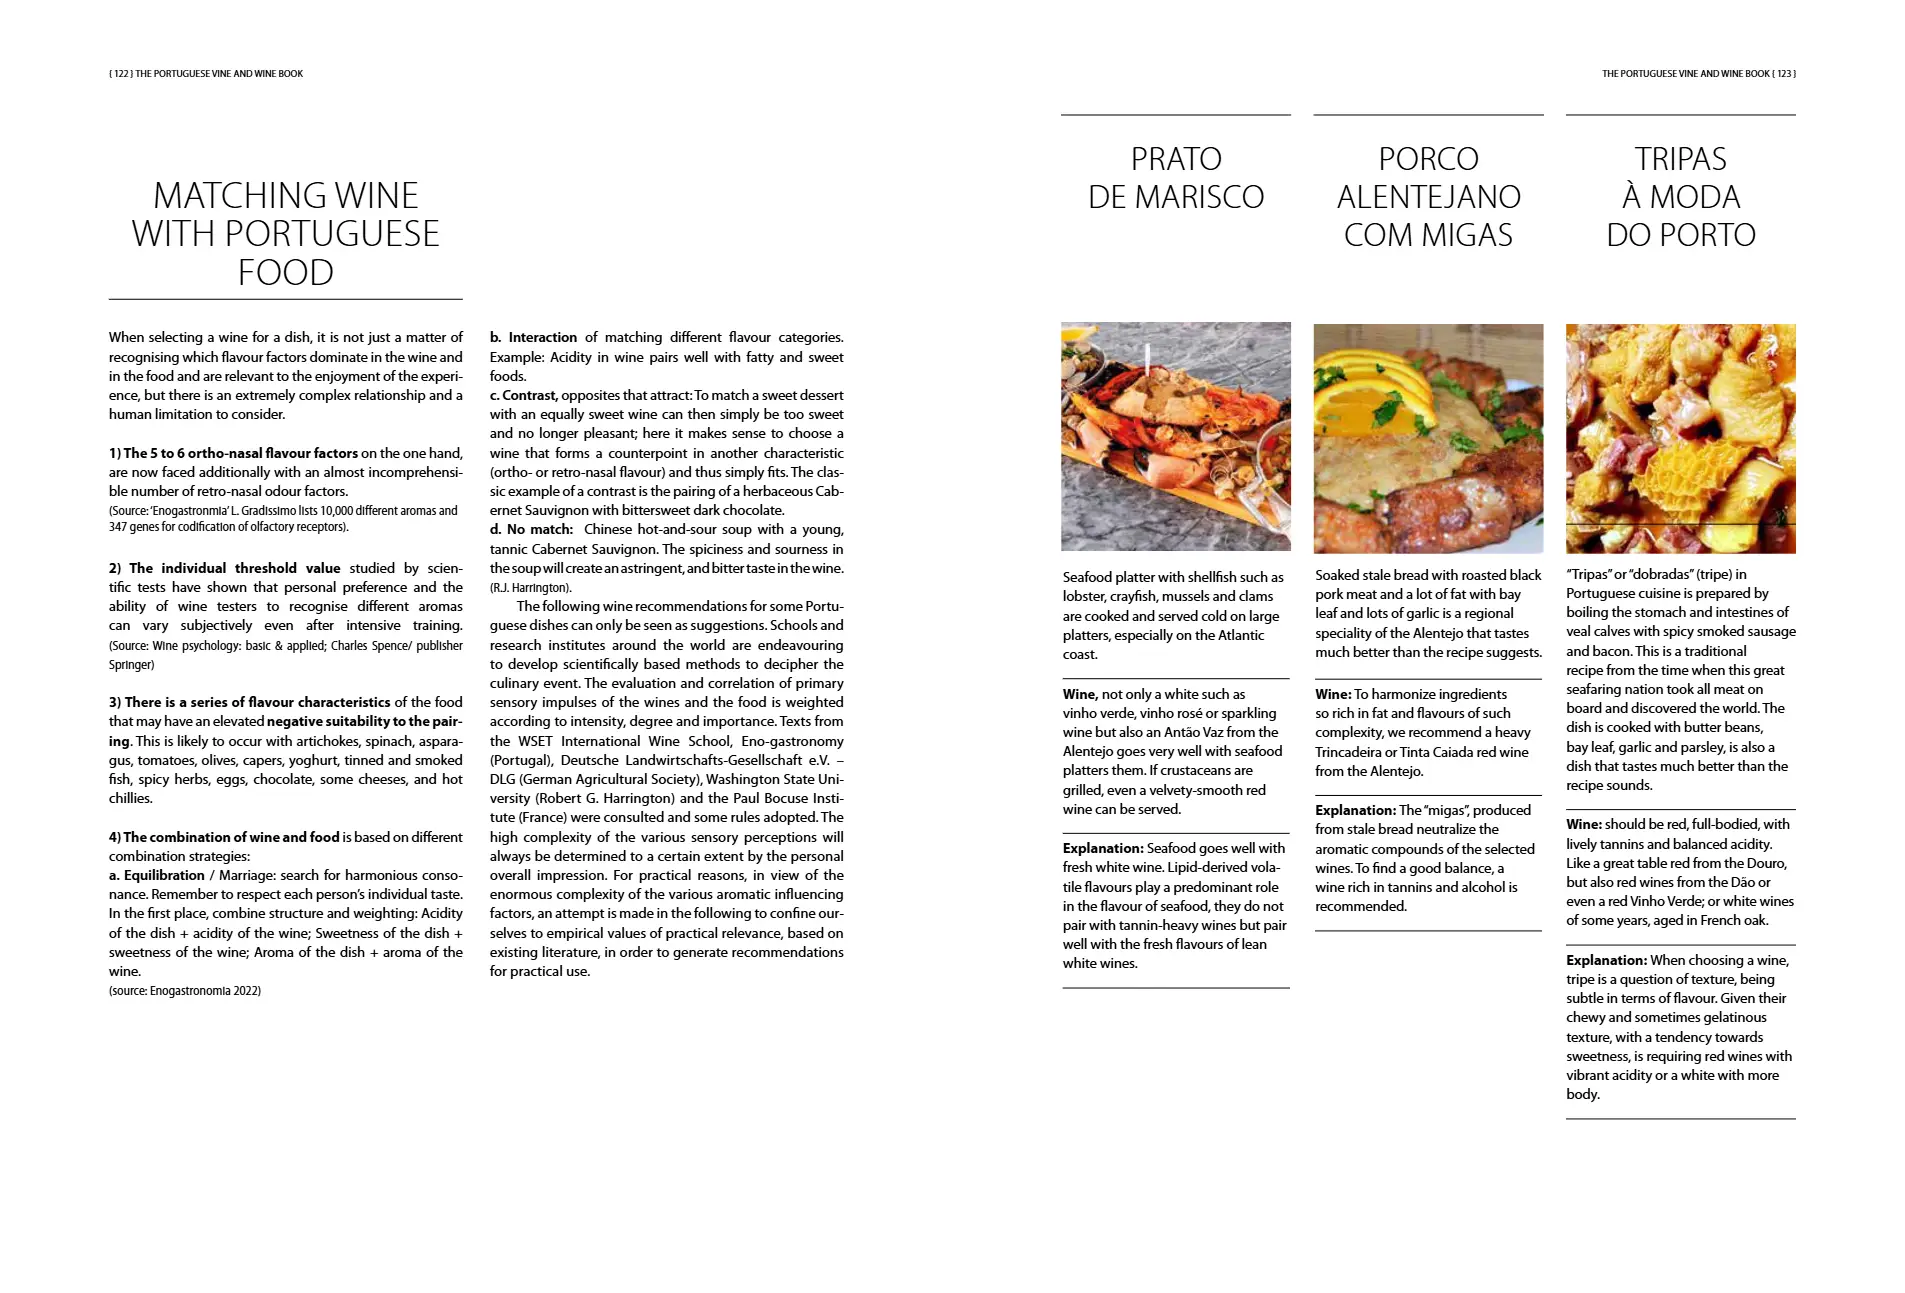 { 122 } THE PORTUGUESE VINE AND WINE BOOK
MATCHING WINE
WITH PORTUGUESE
FOOD
When selecting a wine for a dish, it is not just a matter of
recognising which flavour factors dominate in the wine and
in the food and are relevant to the enjoyment of the experi-
ence, but there is an extremely complex relationship and a
human limitation to consider.
1) The 5 to 6 ortho-nasal flavour factors on the one hand,
are now faced additionally with an almost incomprehensi-
ble number of retro-nasal odour factors.
(Source: ‘Enogastronmia’ L. Gradissimo lists 10,000 different aromas and
347 genes for codification of olfactory receptors).
2) The individual threshold value studied by scien-
tific tests have shown that personal preference and the
ability of wine testers to recognise different aromas
can vary subjectively even after intensive training.
(Source: Wine psychology: basic & applied; Charles Spence/ publisher
Springer)
3) There is a series of flavour characteristics of the food
that may have an elevated negative suitability to the pair-
ing. This is likely to occur with artichokes, spinach, aspara-
gus, tomatoes, olives, capers, yoghurt, tinned and smoked
fish, spicy herbs, eggs, chocolate, some cheeses, and hot
chillies.
4) The combination of wine and food is based on different
combination strategies:
a. Equilibration / Marriage: search for harmonious conso-
nance. Remember to respect each person’s individual taste.
In the first place, combine structure and weighting: Acidity
of the dish + acidity of the wine; Sweetness of the dish +
sweetness of the wine; Aroma of the dish + aroma of the
wine.
(source: Enogastronomia 2022)
b. Interaction of matching different flavour categories.
Example: Acidity in wine pairs well with fatty and sweet
foods.
c. Contrast, opposites that attract: To match a sweet dessert
with an equally sweet wine can then simply be too sweet
and no longer pleasant; here it makes sense to choose a
wine that forms a counterpoint in another characteristic
(ortho- or retro-nasal flavour) and thus simply fits. The clas-
sic example of a contrast is the pairing of a herbaceous Cab-
ernet Sauvignon with bittersweet dark chocolate.
d. No match: Chinese hot-and-sour soup with a young,
tannic Cabernet Sauvignon. The spiciness and sourness in
the soup will create an astringent, and bitter taste in the wine.
(R.J. Harrington).
The following wine recommendations for some Portu-
guese dishes can only be seen as suggestions. Schools and
research institutes around the world are endeavouring
to develop scientifically based methods to decipher the
culinary event. The evaluation and correlation of primary
sensory impulses of the wines and the food is weighted
according to intensity, degree and importance. Texts from
the WSET International Wine School, Eno-gastronomy
(Portugal), Deutsche Landwirtschafts-Gesellschaft e.V. –
DLG (German Agricultural Society), Washington State Uni-
versity (Robert G. Harrington) and the Paul Bocuse Insti-
tute (France) were consulted and some rules adopted. The
high complexity of the various sensory perceptions will
always be determined to a certain extent by the personal
overall impression. For practical reasons, in view of the
enormous complexity of the various aromatic influencing
factors, an attempt is made in the following to confine our-
selves to empirical values of practical relevance, based on
existing literature, in order to generate recommendations
for practical use.
THE PORTUGUESE VINE AND WINE BOOK { 123 }
PRATO
DE MARISCO
Seafood platter with shellfish such as
lobster, crayfish, mussels and clams
are cooked and served cold on large
platters, especially on the Atlantic
coast.
Wine, not only a white such as
vinho verde, vinho rosé or sparkling
wine but also an Antão Vaz from the
Alentejo goes very well with seafood
platters them. If crustaceans are
grilled, even a velvety-smooth red
wine can be served.
Explanation: Seafood goes well with
fresh white wine. Lipid-derived vola-
tile flavours play a predominant role
in the flavour of seafood, they do not
pair with tannin-heavy wines but pair
well with the fresh flavours of lean
white wines.
PORCO
ALENTEJANO
COM MIGAS
Soaked stale bread with roasted black
pork meat and a lot of fat with bay
leaf and lots of garlic is a regional
speciality of the Alentejo that tastes
much better than the recipe suggests.
Wine: To harmonize ingredients
so rich in fat and flavours of such
complexity, we recommend a heavy
Trincadeira or Tinta Caiada red wine
from the Alentejo.
Explanation: The “migas”, produced
from stale bread neutralize the
aromatic compounds of the selected
wines. To find a good balance, a
wine rich in tannins and alcohol is
recommended.
TRIPAS
À MODA
DO PORTO
“Tripas” or “dobradas” (tripe) in
Portuguese cuisine is prepared by
boiling the stomach and intestines of
veal calves with spicy smoked sausage
and bacon. This is a traditional
recipe from the time when this great
seafaring nation took all meat on
board and discovered the world. The
dish is cooked with butter beans,
bay leaf, garlic and parsley, is also a
dish that tastes much better than the
recipe sounds.
Wine: should be red, full-bodied, with
lively tannins and balanced acidity.
Like a great table red from the Douro,
but also red wines from the Dão or
even a red Vinho Verde; or white wines
of some years, aged in French oak.
Explanation: When choosing a wine,
tripe is a question of texture, being
subtle in terms of flavour. Given their
chewy and sometimes gelatinous
texture, with a tendency towards
sweetness, is requiring red wines with
vibrant acidity or a white with more
body.